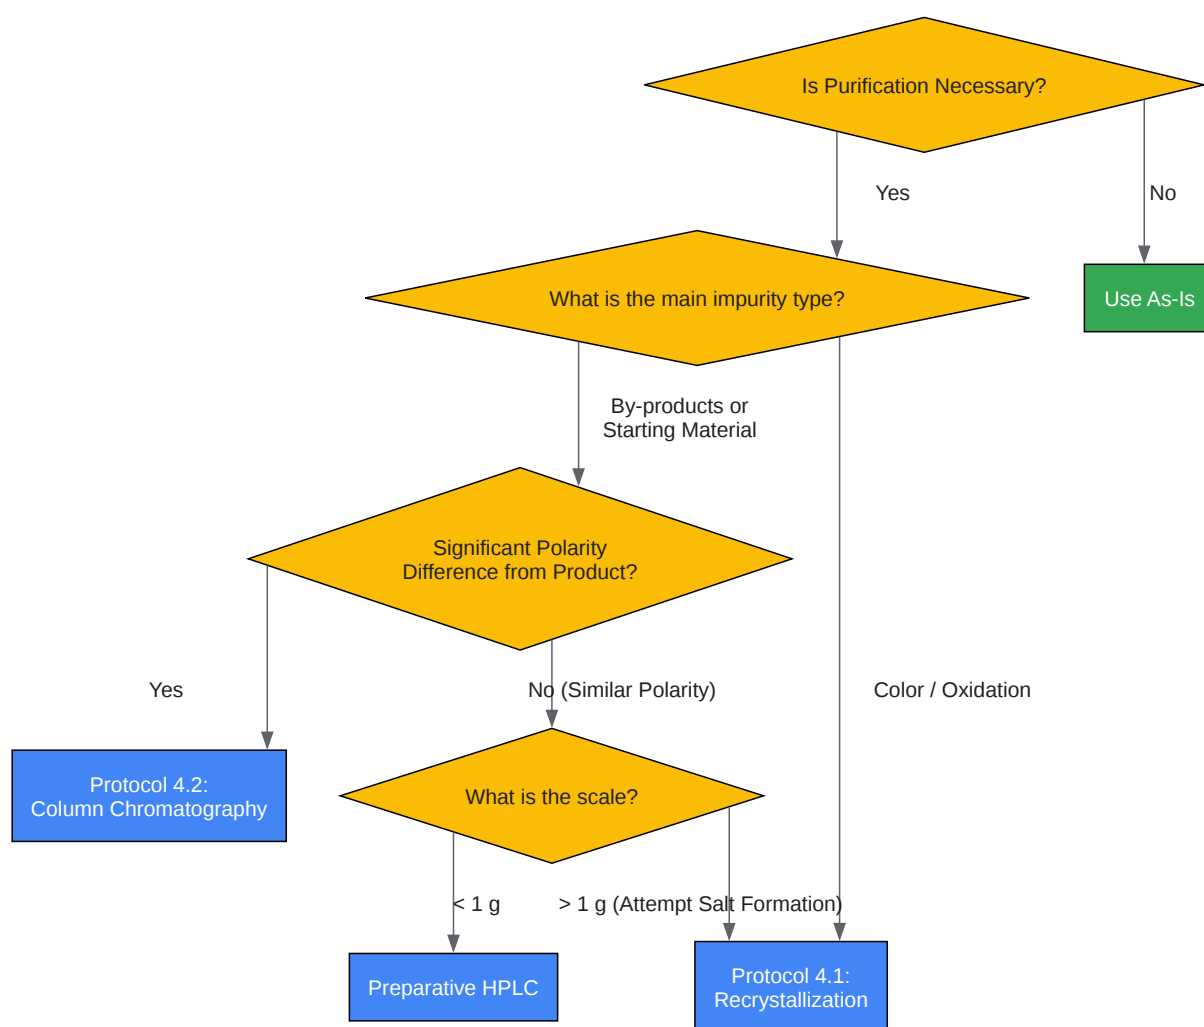 Is Purification Necessary?
Yes
No
What is the main impurity type?
Use As-Is
By-products or
Starting Material
Significant Polarity
Difference from Product?
Yes
No (Similar Polarity)
Color / Oxidation
Protocol 4.2:
Column Chromatography
What is the scale?
< 1 g
> 1 g (Attempt Salt Formation)
Preparative HPLC
Protocol 4.1:
Recrystallization